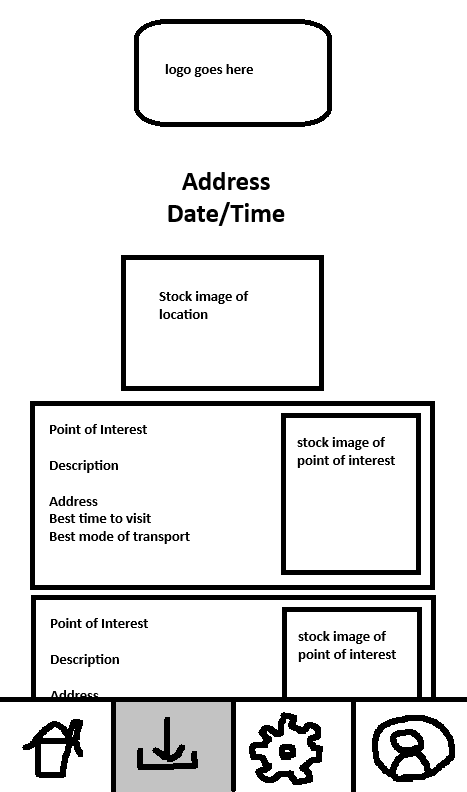 logo goes here
Address
Date/Time
Stock image of
location
Point of Interest
Description
Address
Best time to visit
Best mode of transport
stock image of
point of interest
Point of Interest
Description
Address
stock image of
point of interest